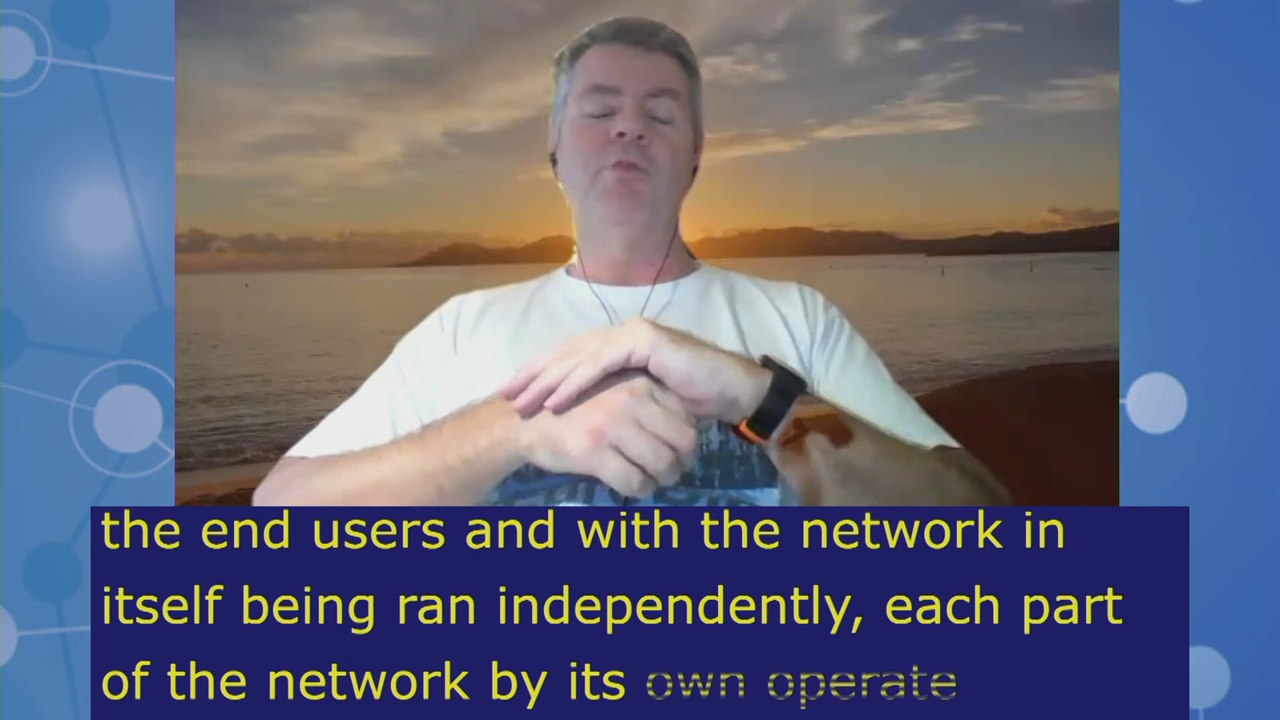 the end users and with the network in
itself being ran independently, each part
of the network by its own operate